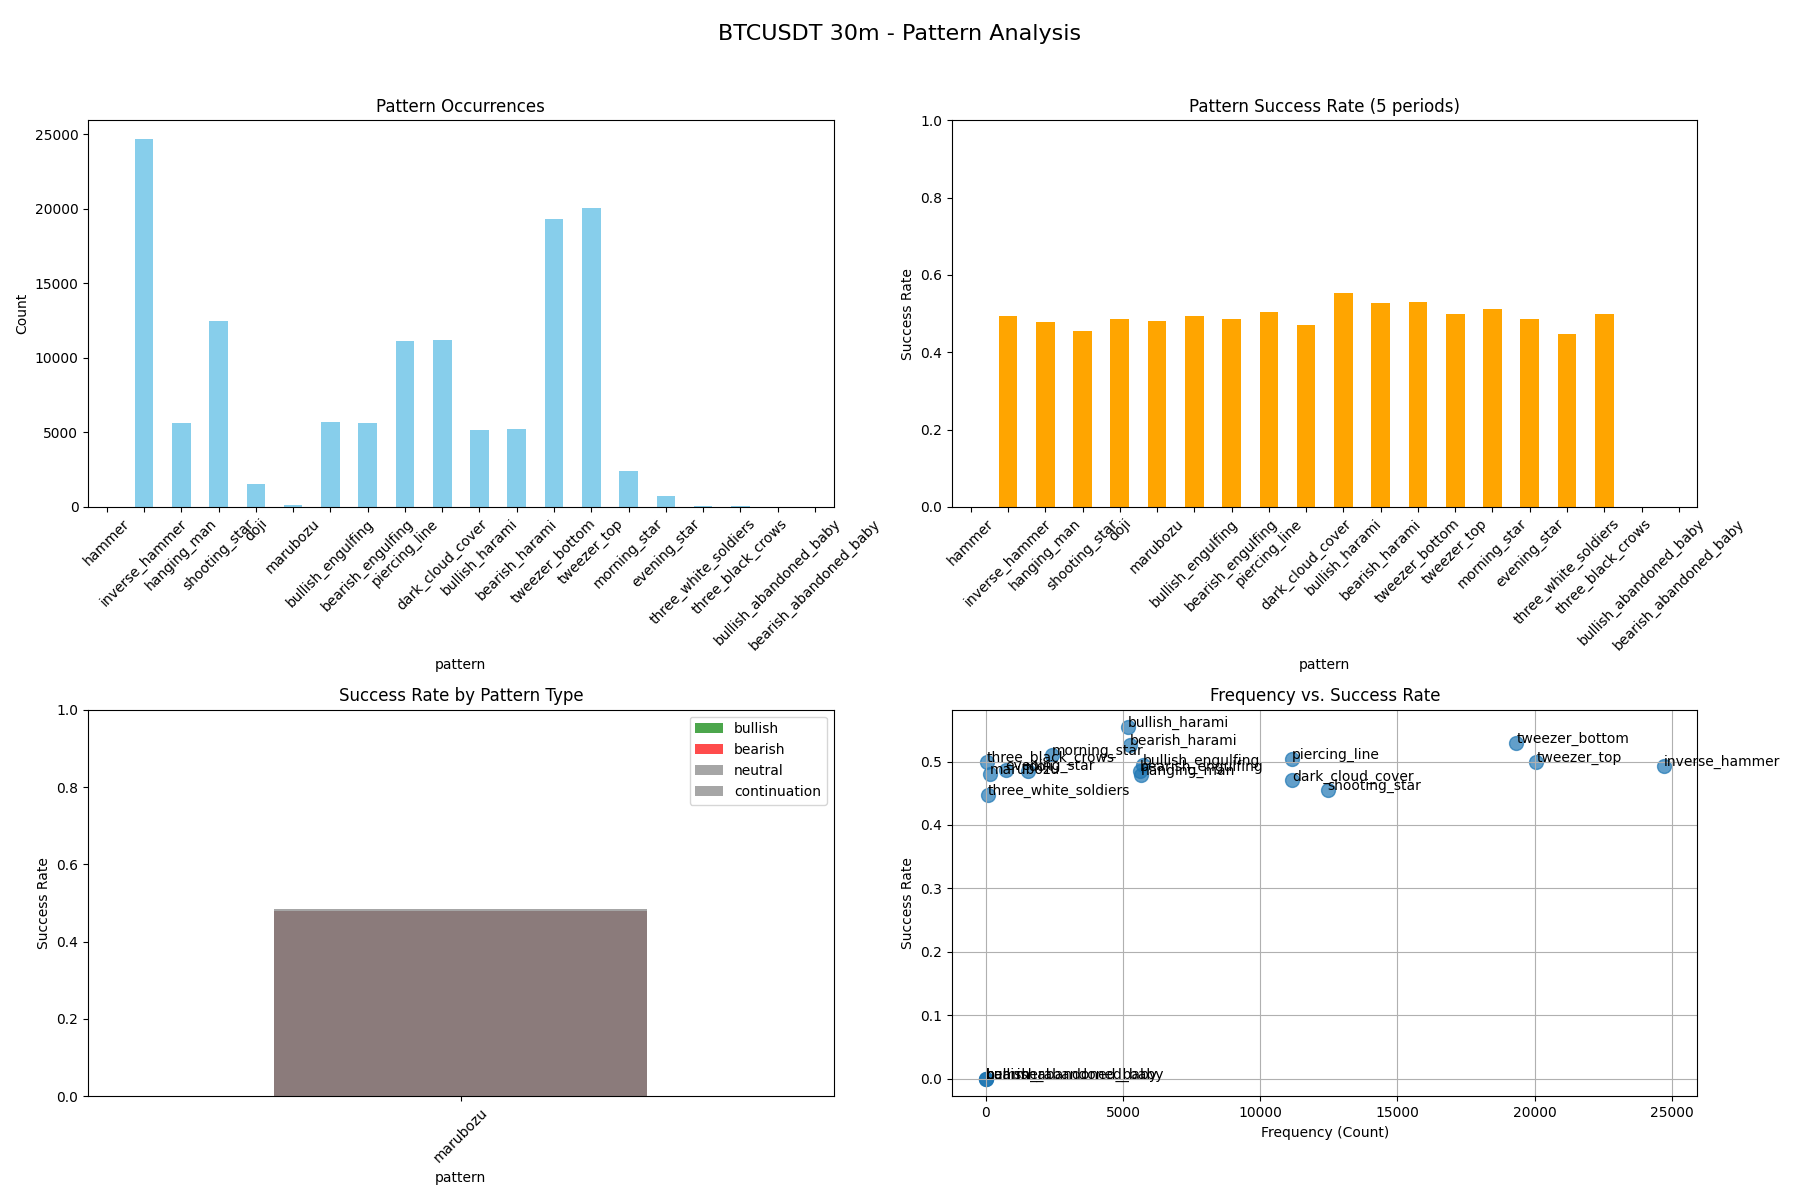 BTCUSDT 30m - Pattern Analysis
Pattern Occurrences
Count
25000
20000
15000
10000
5000
0
hammer
inverse_hammer
hanging_man
shooting_star
doji
marubozu
bullish_engulfing
bearish_engulfing
piercing_line
dark_cloud_cover
bullish_harami
bearish_harami
tweezer_bottom
tweezer_top
morning_star
evening_star
three_white_soldiers
three_black_crows
bullish_abandoned_baby
bearish_abandoned_baby
pattern
Pattern Success Rate (5 periods)
Success Rate
1.0
0.8
0.6
0.4
0.2
0.0
hammer
inverse_hammer
hanging_man
shooting_star
doji
marubozu
bullish_engulfing
bearish_engulfing
piercing_line
dark_cloud_cover
bullish_harami
bearish_harami
tweezer_bottom
tweezer_top
morning_star
evening_star
three_white_soldiers
three_black_crows
bullish_abandoned_baby
bearish_abandoned_baby
pattern
Success Rate by Pattern Type
Success Rate
1.0
0.8
0.6
0.4
0.2
0.0
bullish
bearish
neutral
continuation
marubozu
pattern
Frequency vs. Success Rate
Success Rate
0.5
0.4
0.3
0.2
0.1
0.0
bullish_harami
bearish_harami
tweezer_bottom
morning_star
three_black_crows
piercing_line
tweezer_top
bullish_engulfing
inverse_hammer
evening_star
marubozu
bearish_engulfing
hanging_man
dark_cloud_cover
shooting_star
three_white_soldiers
0
5000
10000
15000
20000
25000
Frequency (Count)